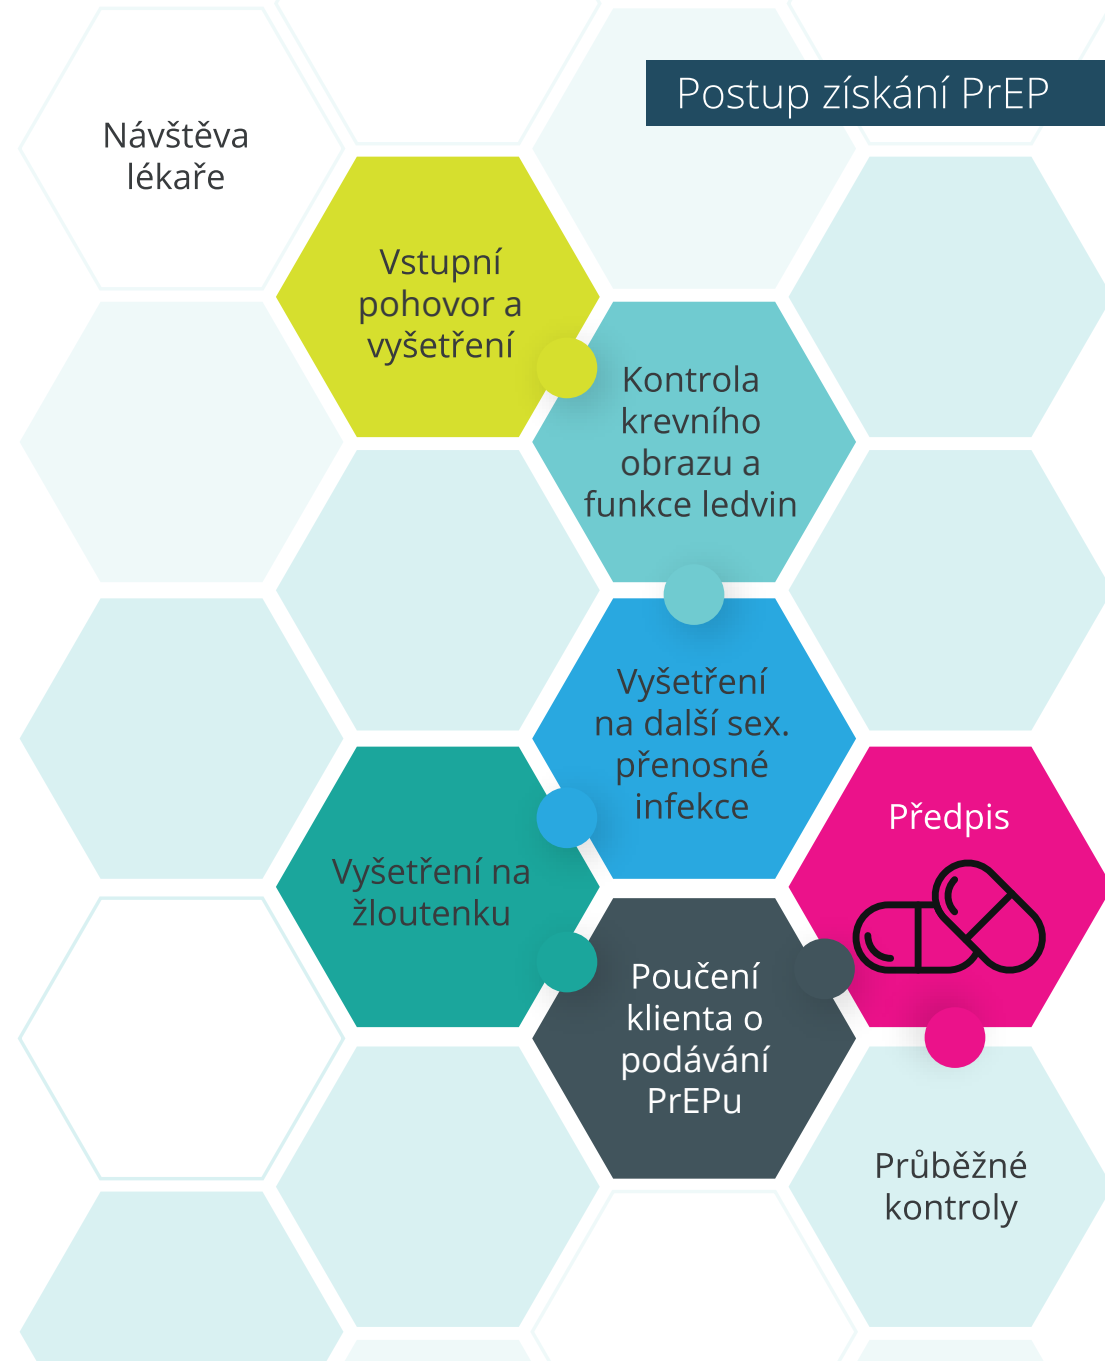 Postup získání PrEP
Návštěva
lékaře
Vstupní
pohovor a
vyšetření
Kontrola
krevního
obrazu a
funkce ledvin
Vyšetření
na další sex.
přenosné
infekce
Vyšetření na
žloutenku
Poučení
klienta o
podávání
PrEPu
Předpis
Průběžné
kontroly